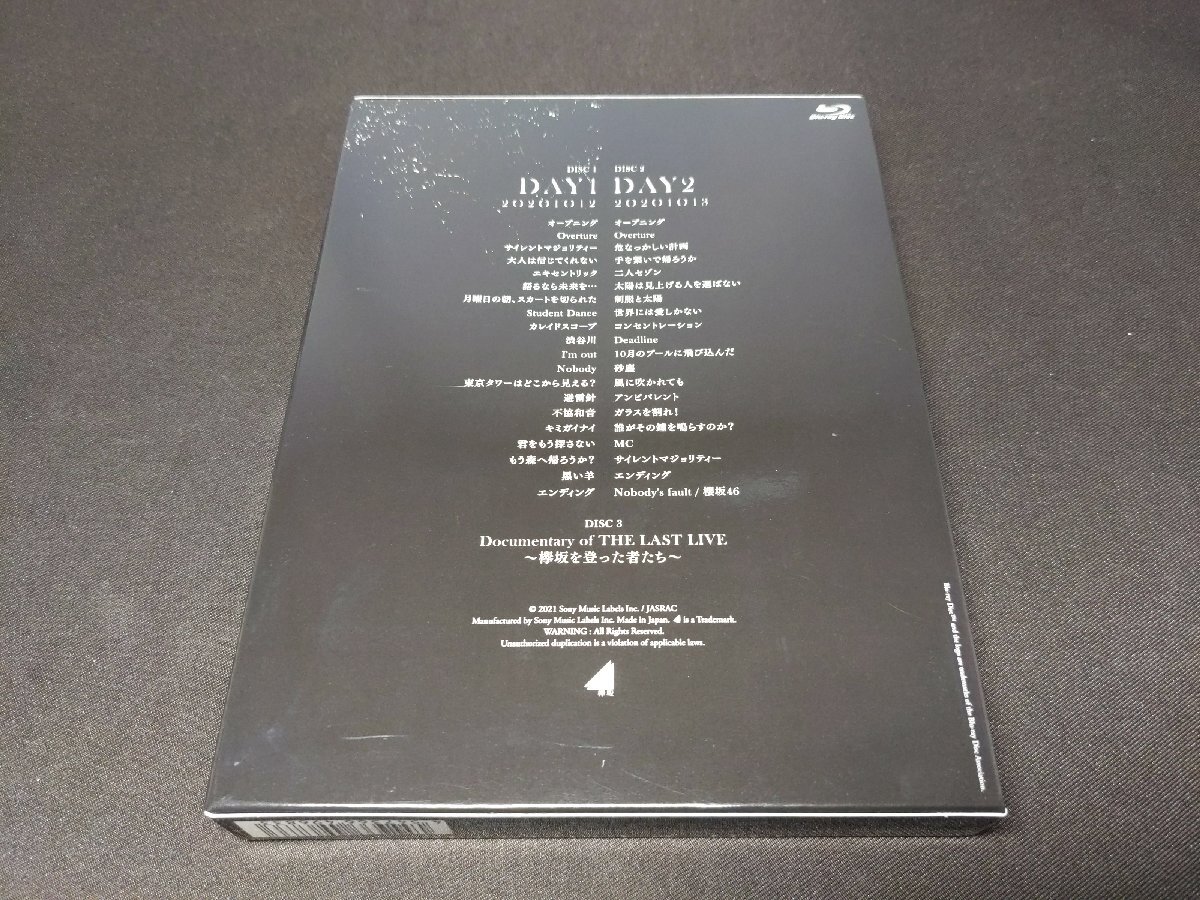 Blu-ray Disc
DISC 1
DAY1
20201012
オープニング
Overture
サイレントマジョリティー
大人は信じてくれない
エキセントリック
語るなら未来を…
月曜日の朝、スカートを切られた
Student Dance
カレイドスコープ
渋谷川
I'm out
Nobody
東京タワーはどこから見える?
避雷針
不協和音
キミガイナイ
君をもう探さない
もう森へ帰ろうか?
黒い羊
エンディング
DISC 2
DAY2
20201013
オープニング
Overture
危なっかしい計画
手を繋いで帰ろうか
二人セゾン
太陽は見上げる人を選ばない
制服と太陽
世界には愛しかない
コンセントレーション
Deadline
10月のプールに飛び込んだ
砂塵
風に吹かれても
アンビバレント
ガラスを割れ!
誰がその鐘を鳴らすのか?
MC
サイレントマジョリティー
エンディング
Nobody's fault / 櫻坂46
DISC 3
Documentary of THE LAST LIVE
~欅坂を登った者たち~
© 2021 Sony Music Labels Inc. / JASRAC
Manufactured by Sony Music Labels Inc. Made in Japan. is a Trademark.
WARNING : All Rights Reserved.
Unauthorized duplication is a violation of applicable laws.
Blu-ray Disc™ and the logos are trademarks of the Blu-ray Disc Association.